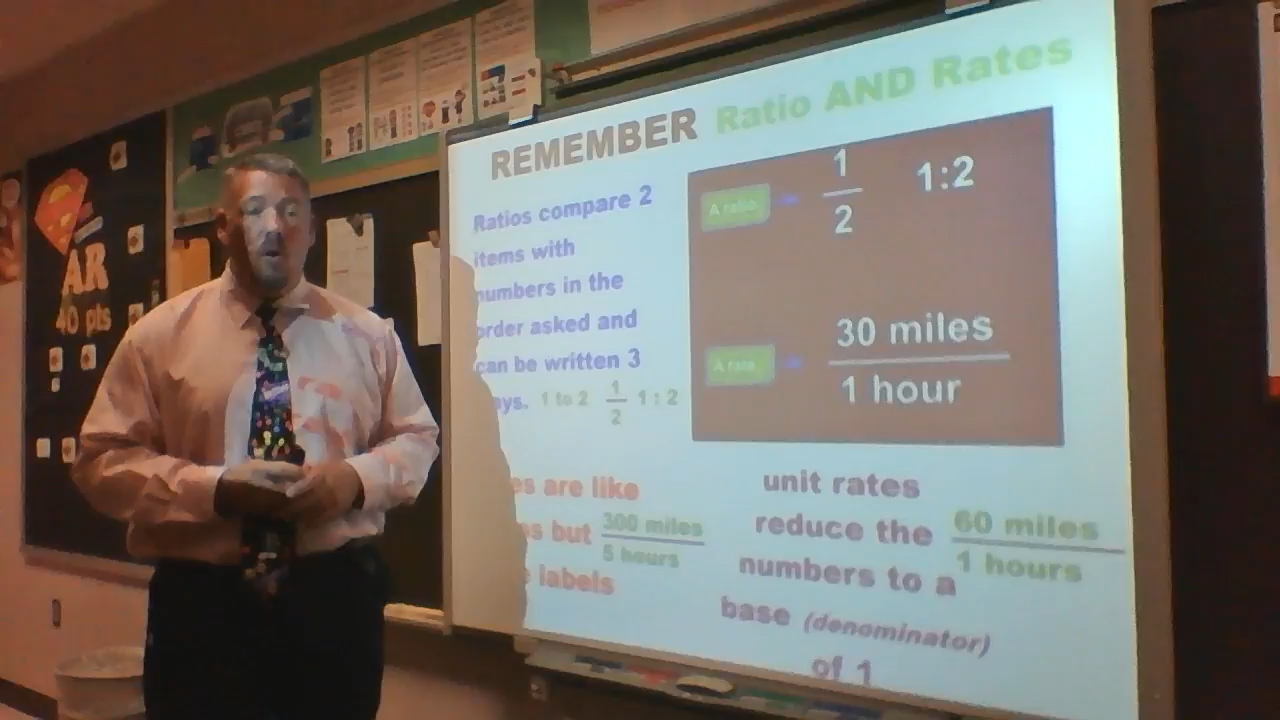 REMEMBER Ratio AND Rates
Ratios compare 2
items with
numbers in the
order asked and
can be written 3
ays. 1 to 2 1/2 1:2
A ratio 1/2 1:2
A rate 30 miles/1 hour
es are like
s but 300 miles/5 hours
labels
unit rates
reduce the 60 miles/1 hours
numbers to a
base (denominator)
of 1
AR
40 pts